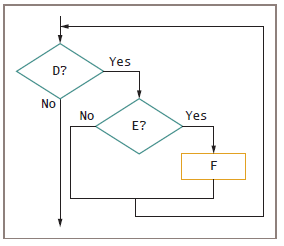 D?
Yes
No
E?
No
Yes
F